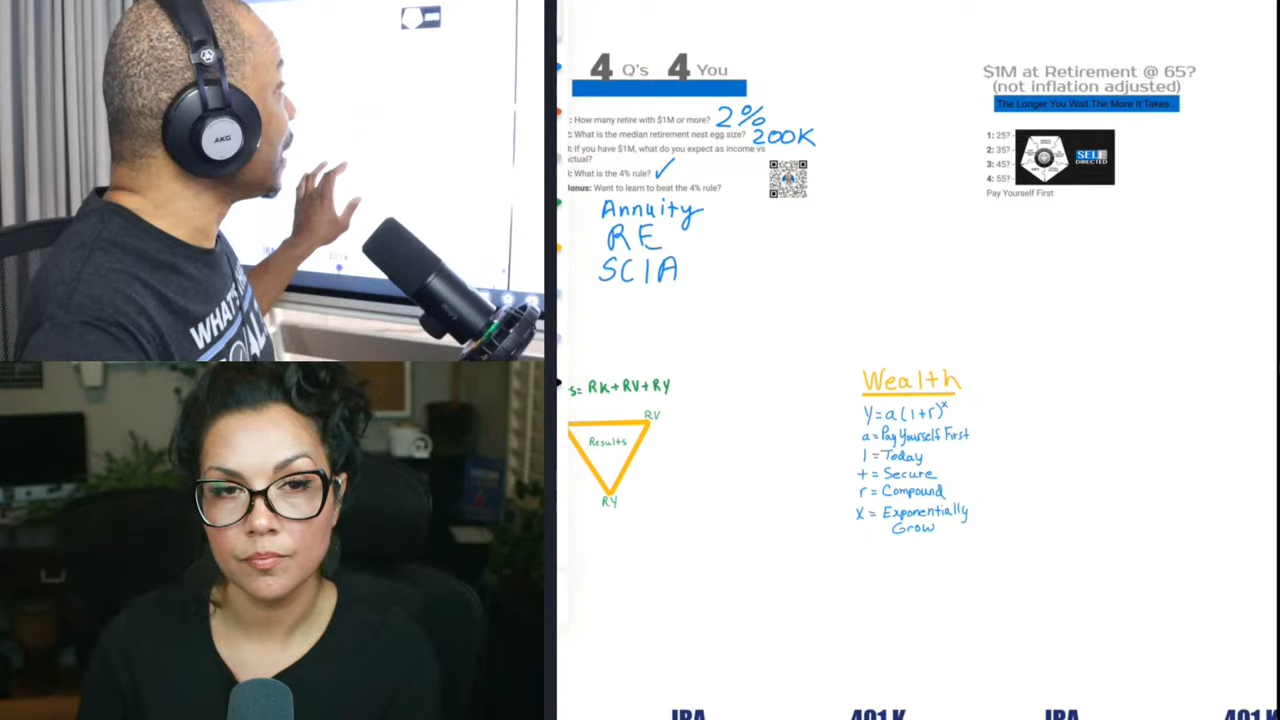 AKG
WHAT'S
4 Q's 4 You
: How many retire with $1M or more? 2%
: What is the median retirement nest egg size? 200K
: If you have $1M, what do you expect as income vs
actual?
: What is the 4% rule? ✓
Bonus: Want to learn to beat the 4% rule?
Annuity
RE
SCIA
s= RK+RV+RY
RV
Results
RY
$1M at Retirement @ 65?
(not inflation adjusted)
The Longer You Wait The More It Takes
1: 25?
2: 35?
3: 45?
4: 55?
SELF
DIRECTED
Pay Yourself First
Wealth
y=a(1+r)^x
a=Pay Yourself First
1=Today
+= Secure
r= Compound
x= Exponentially
Grow
IRA 401K IRA 401K